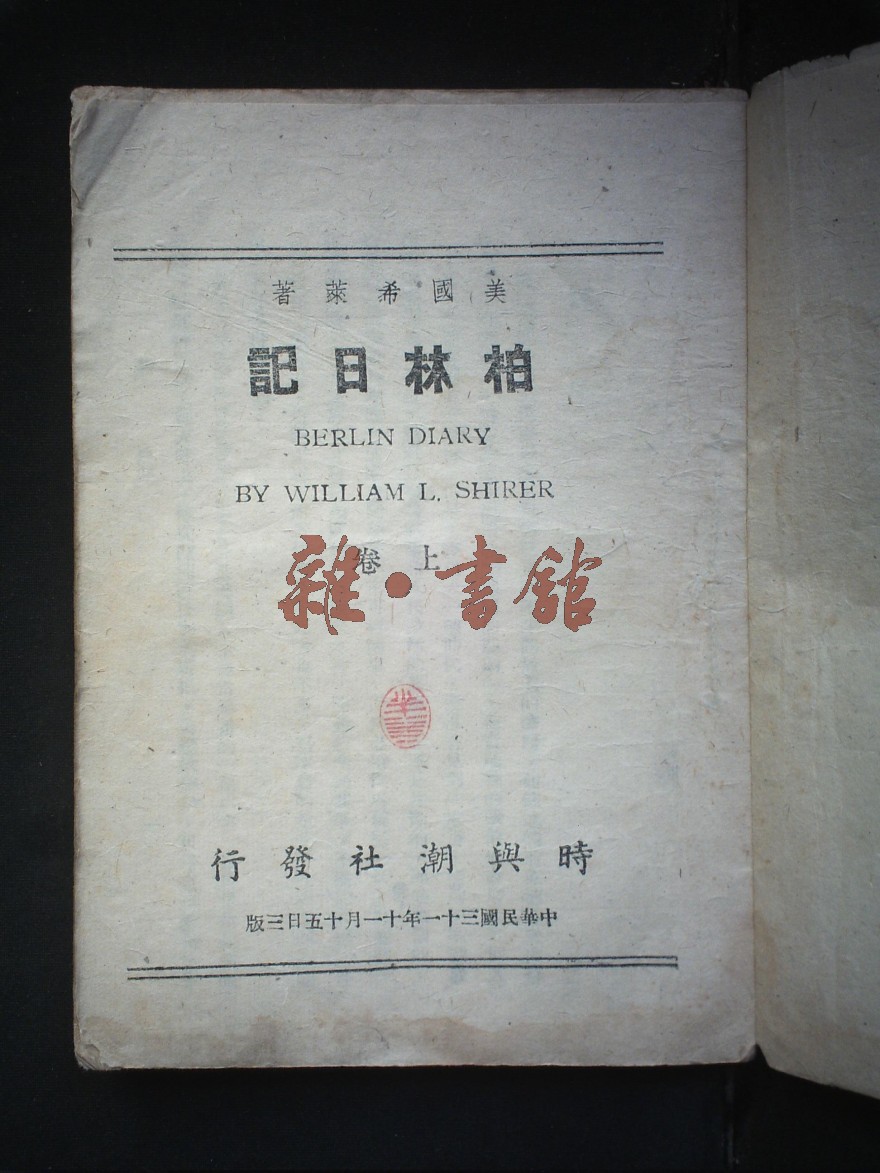 美國希萊著
柏林日記
BERLIN DIARY
BY WILLIAM L. SHIRER
上卷
雜·書館
時與潮社發行
中華民國三十一年十一月十五日三版